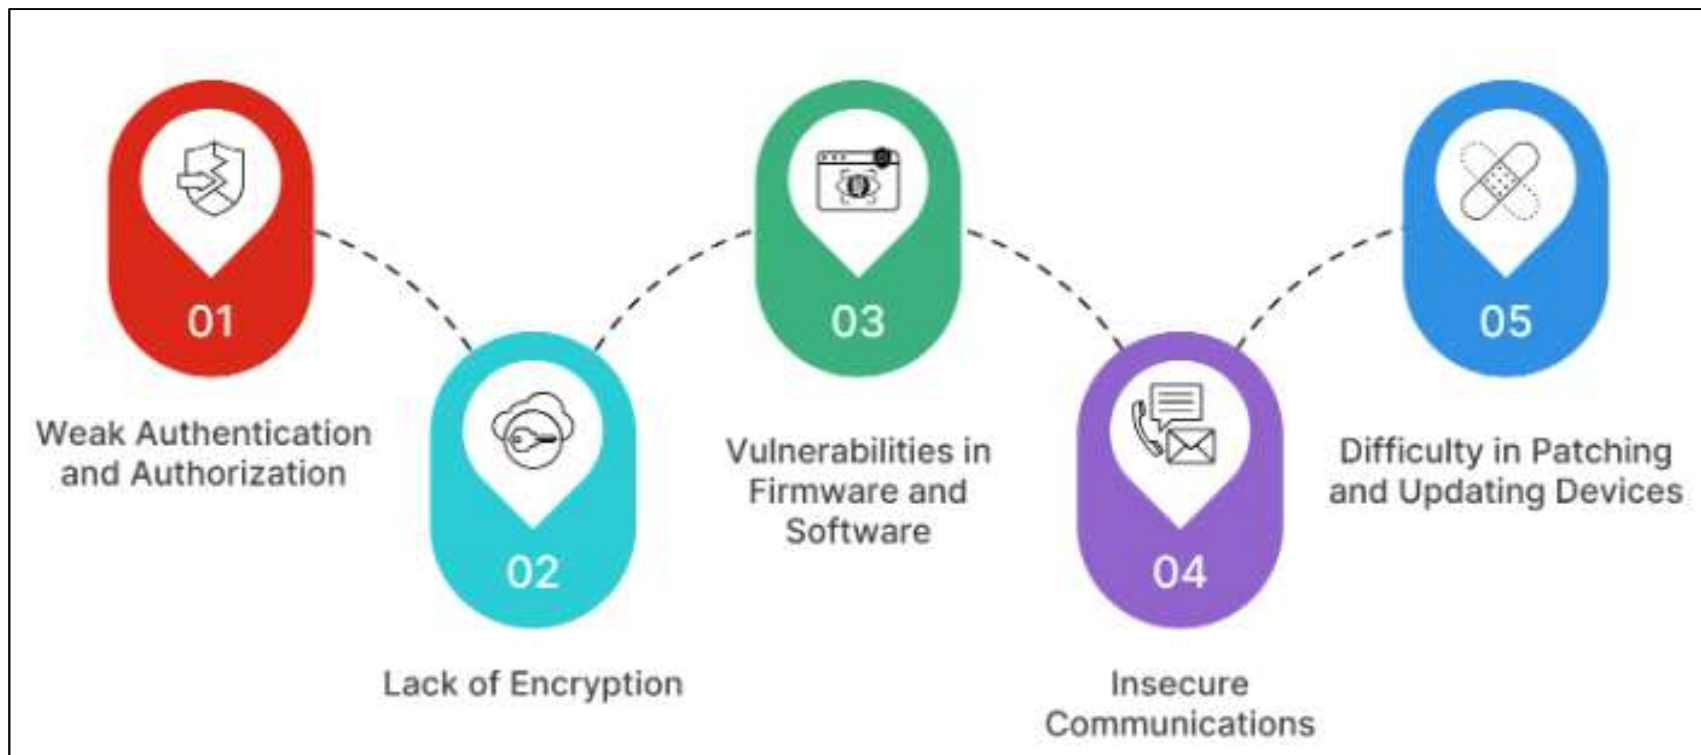 01
Weak Authentication
and Authorization
02
Lack of Encryption
03
Vulnerabilities in
Firmware and
Software
04
Insecure
Communications
05
Difficulty in Patching
and Updating Devices